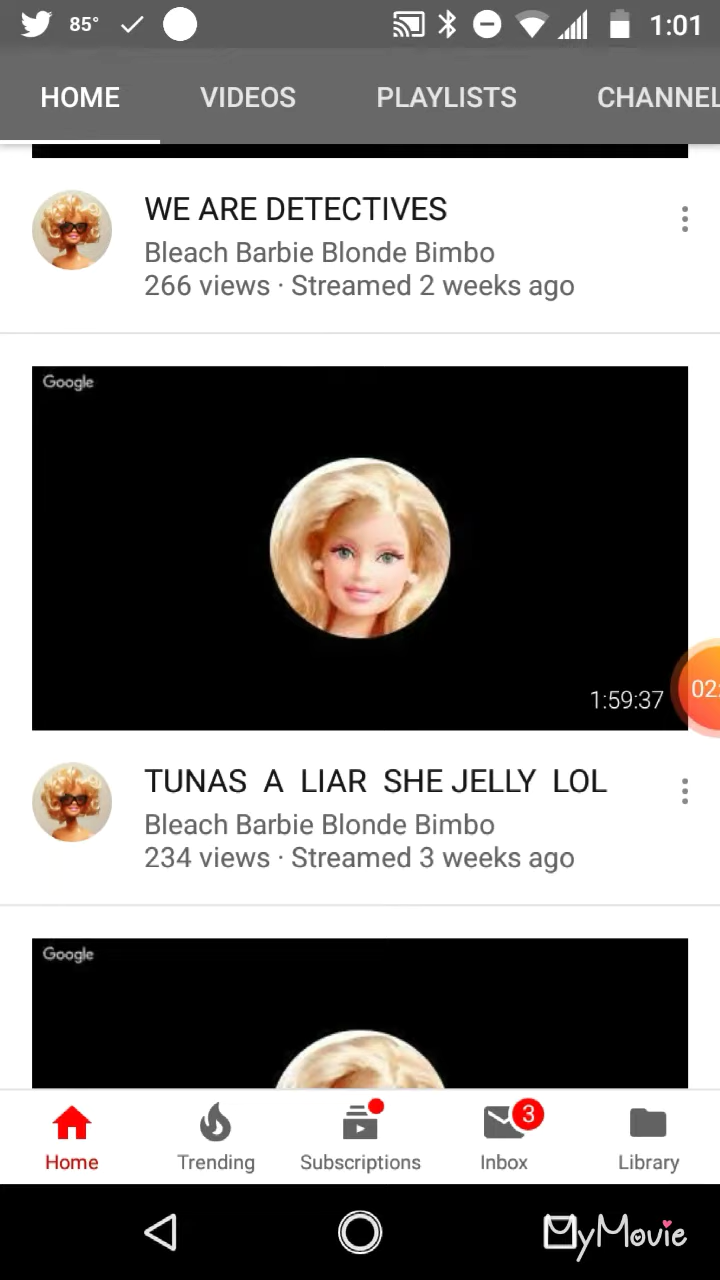 85° 1:01
HOME VIDEOS PLAYLISTS CHANNEL
WE ARE DETECTIVES
Bleach Barbie Blonde Bimbo
266 views · Streamed 2 weeks ago
Google
1:59:37
02:
TUNAS A LIAR SHE JELLY LOL
Bleach Barbie Blonde Bimbo
234 views · Streamed 3 weeks ago
Google
3
Home Trending Subscriptions Inbox Library
MyMovie